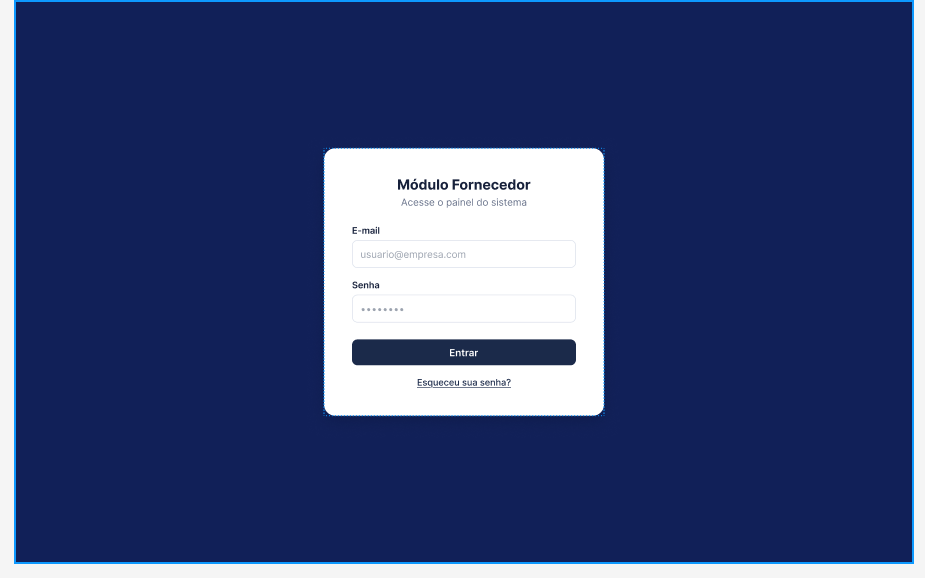 Módulo Fornecedor
Acesse o painel do sistema
E-mail
usuario@empresa.com
Senha
••••••••
Entrar
Esqueceu sua senha?